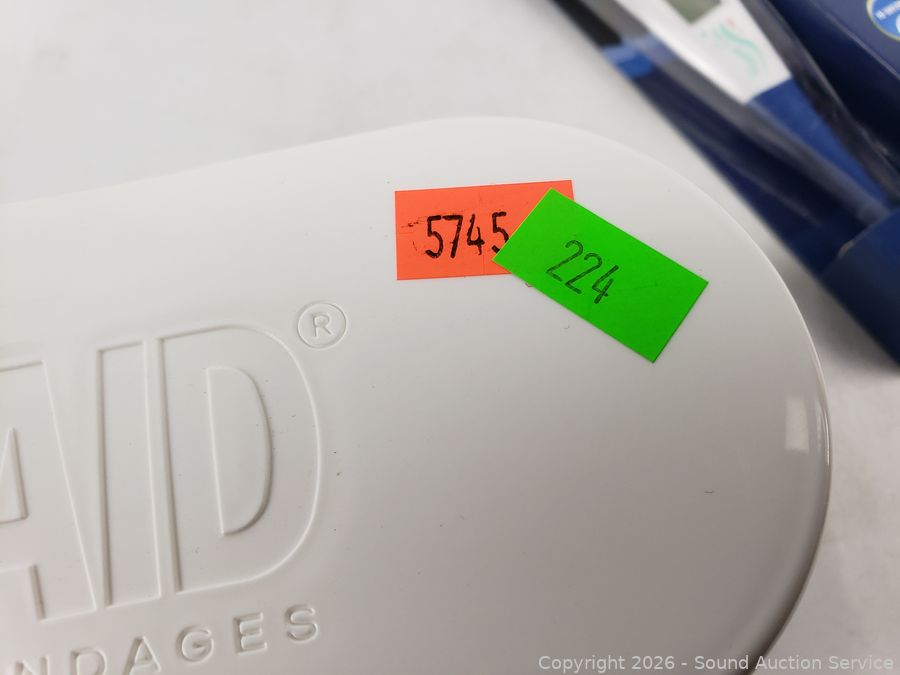 5745
224
®
AID
NDAGES
Copyright 2026 - Sound Auction Service